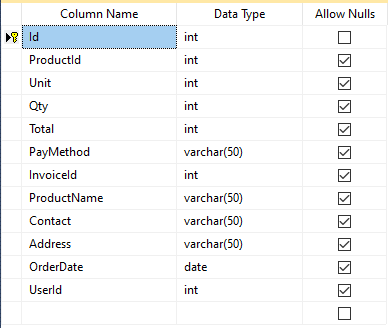 Column Name Data Type Allow Nulls
Id int
ProductId int
Unit int
Qty int
Total int
PayMethod varchar(50)
InvoiceId int
ProductName varchar(50)
Contact varchar(50)
Address varchar(50)
OrderDate date
UserId int